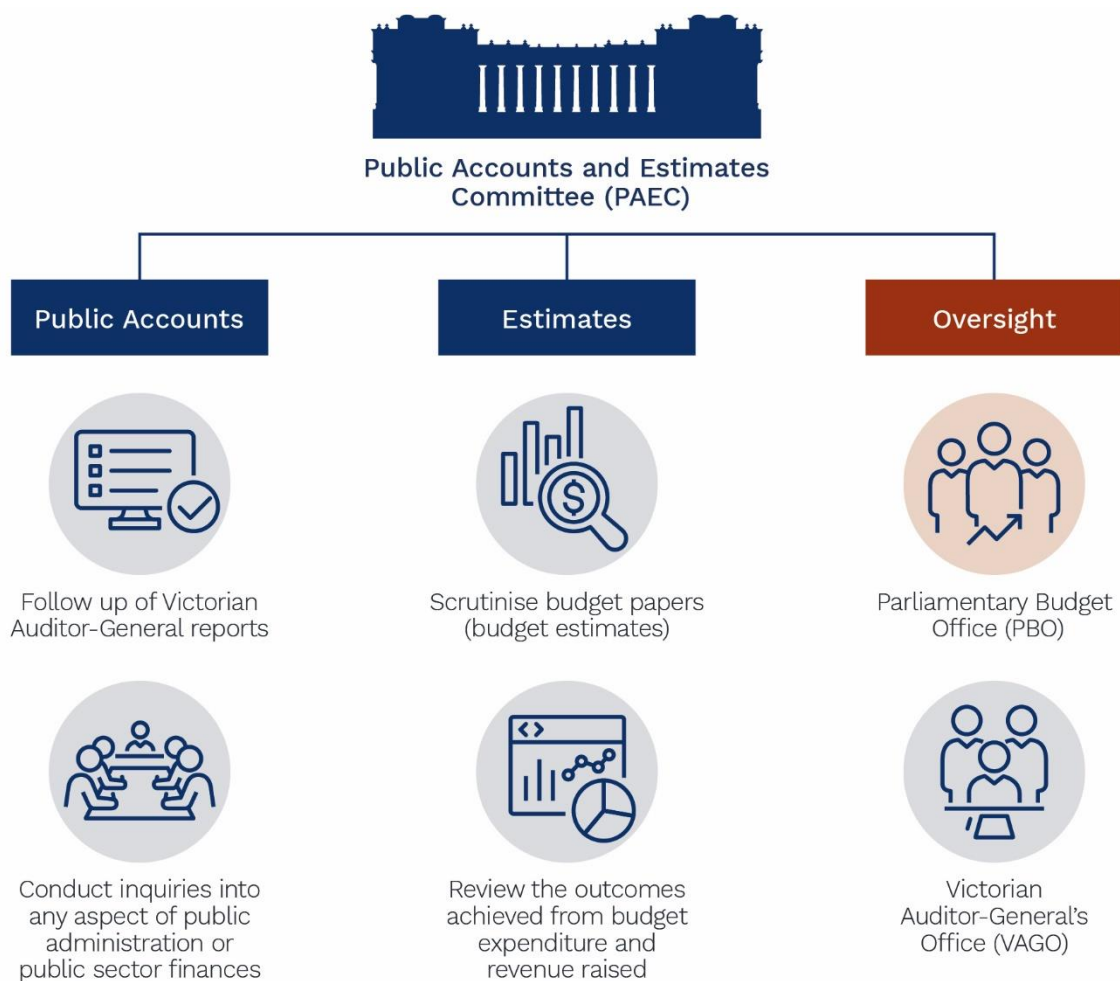 Public Accounts and Estimates
Committee (PAEC)
Public Accounts
Estimates
Oversight
Follow up of Victorian
Auditor-General reports
Scrutinise budget papers
(budget estimates)
Parliamentary Budget
Office (PBO)
Conduct inquiries into
any aspect of public
administration or
public sector finances
Review the outcomes
achieved from budget
expenditure and
revenue raised
Victorian
Auditor-General’s
Office (VAGO)